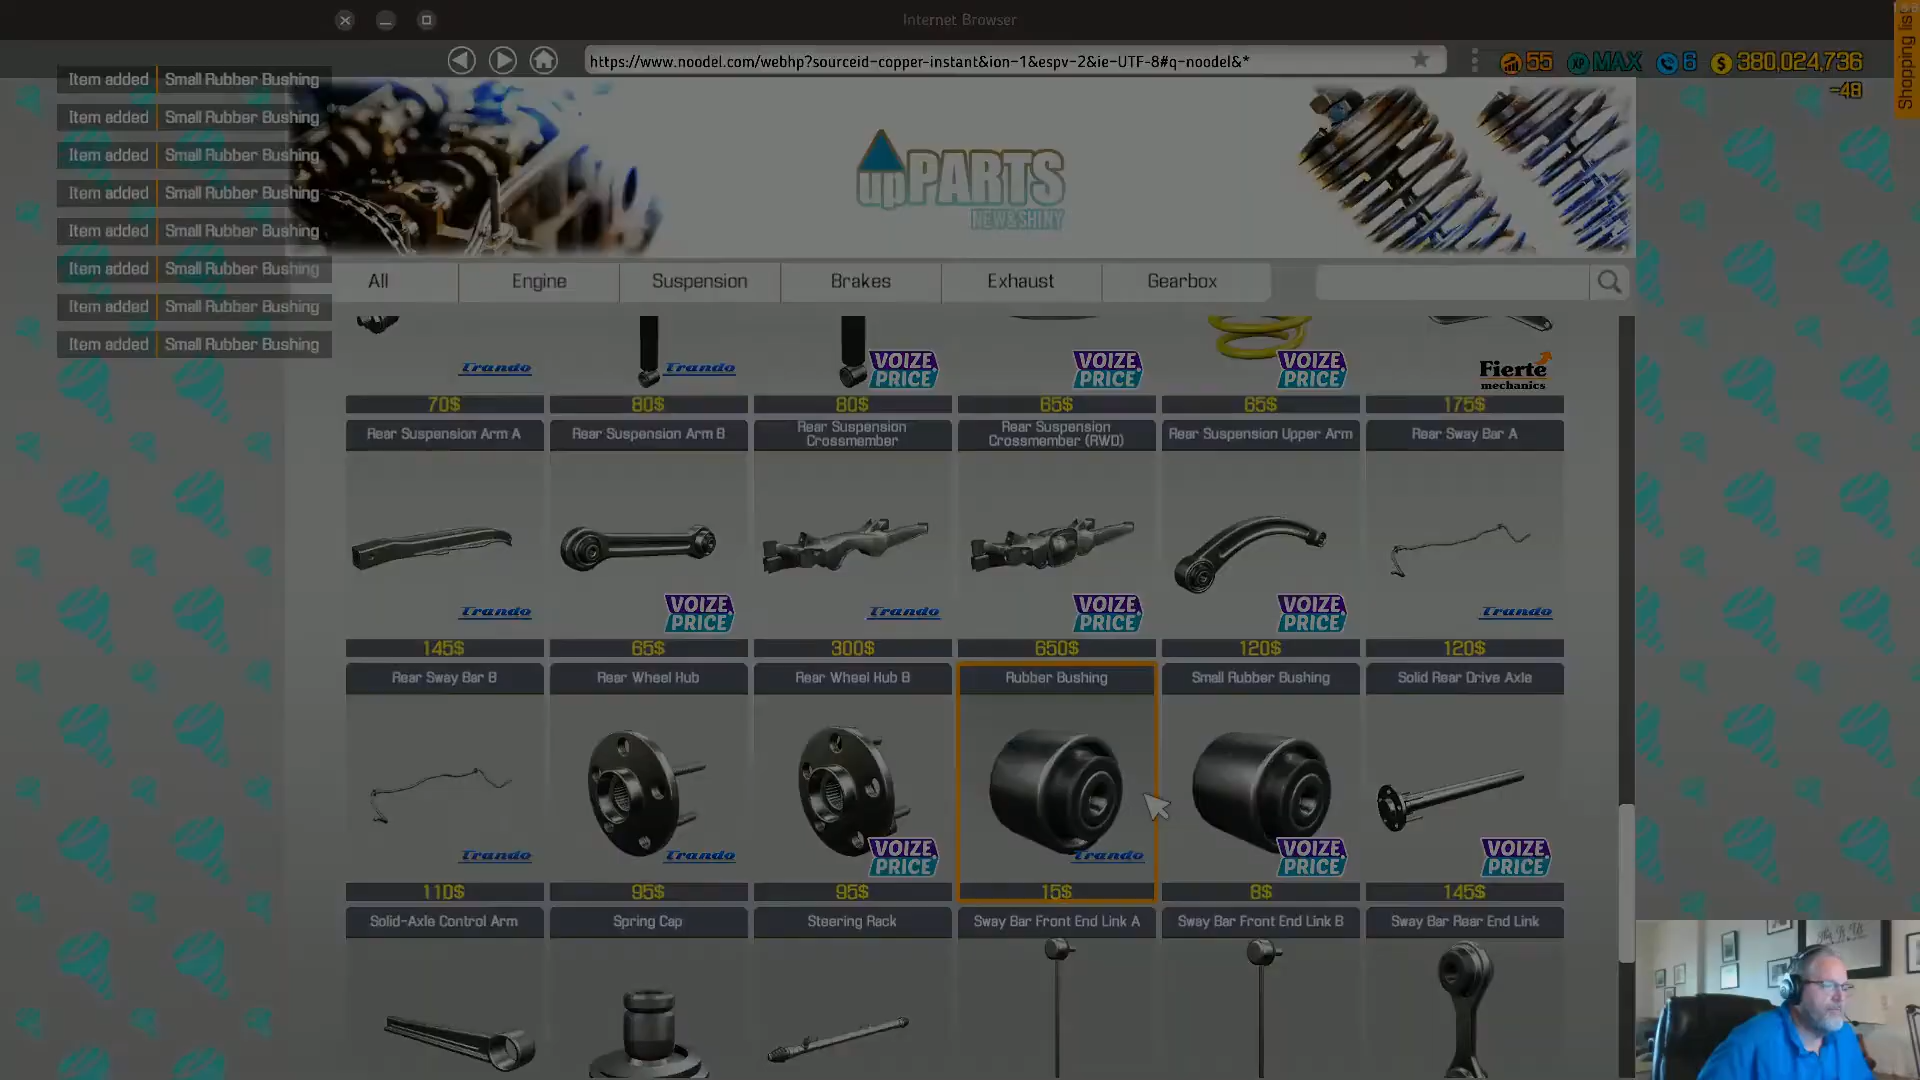 Internet Browser
Shopping lis
https://www.noodel.com/webhp?sourceid-copper-instant&ion-1&espv-2&ie-UTF-8#q-noodel&*
55
XP MAX
6
$ 380,024,736
-48
Item added Small Rubber Bushing
Item added Small Rubber Bushing
Item added Small Rubber Bushing
Item added Small Rubber Bushing
Item added Small Rubber Bushing
Item added Small Rubber Bushing
Item added Small Rubber Bushing
Item added Small Rubber Bushing
upPARTS
NEW&SHINY
All Engine Suspension Brakes Exhaust Gearbox
Trando Trando VOIZE PRICE VOIZE PRICE VOIZE PRICE Fierte mechanics
70$ 80$ 80$ 65$ 65$ 175$
Rear Suspension Arm A Rear Suspension Arm B Rear Suspension Crossmember Rear Suspension Crossmember (RWD) Rear Suspension Upper Arm Rear Sway Bar A
Trando VOIZE PRICE Trando VOIZE PRICE VOIZE PRICE Trando
145$ 65$ 300$ 650$ 120$ 120$
Rear Sway Bar B Rear Wheel Hub Rear Wheel Hub B Rubber Bushing Small Rubber Bushing Solid Rear Drive Axle
Trando Trando VOIZE PRICE Trando VOIZE PRICE VOIZE PRICE
110$ 95$ 95$ 15$ 8$ 145$
Solid-Axle Control Arm Spring Cap Steering Rack Sway Bar Front End Link A Sway Bar Front End Link B Sway Bar Rear End Link